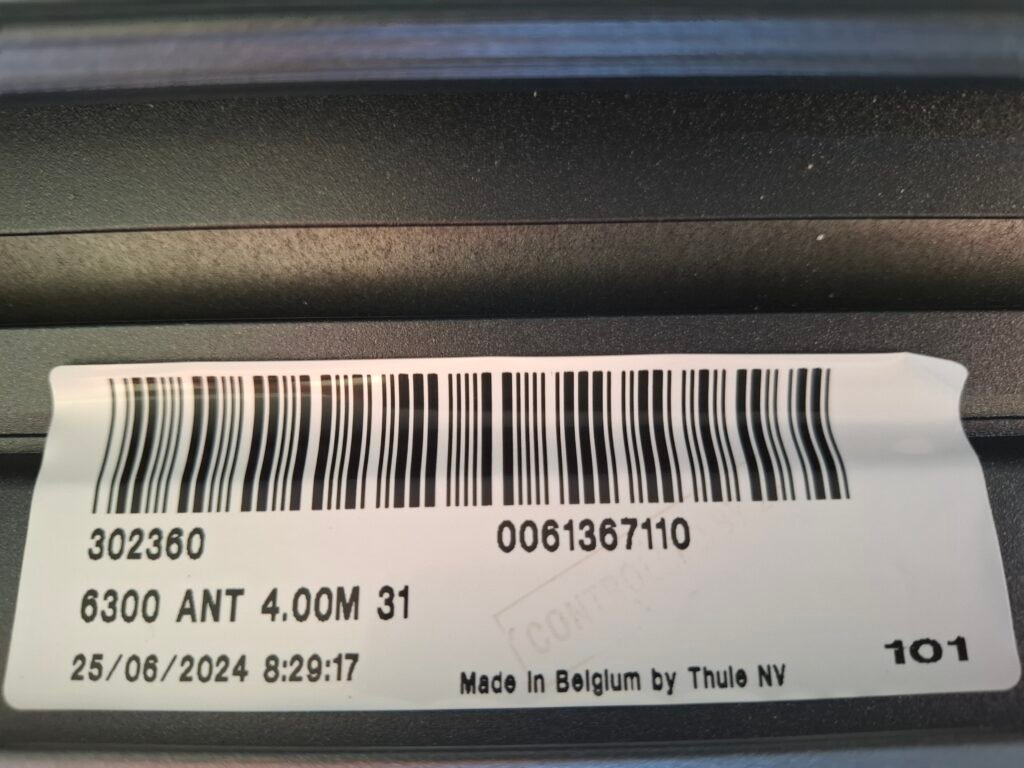 302360 0061367110
6300 ANT 4.00M 31
CONTROL
25/06/2024 8:29:17
Made in Belgium by Thule NV
101